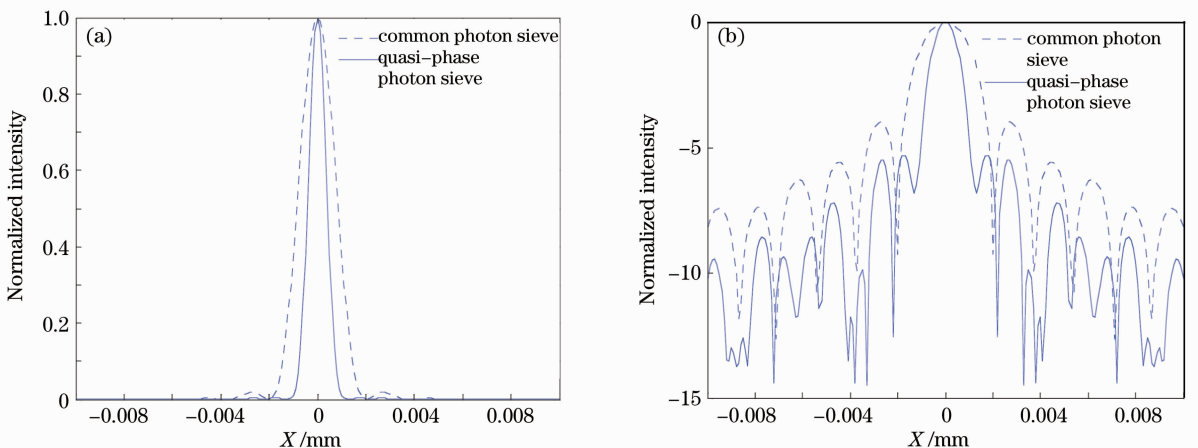 (a)
common photon sieve
quasi-phase
photon sieve
1.0
0.8
0.6
0.4
0.2
0
−0.008
−0.004
0
0.004
0.008
Normalized intensity
X/mm
(b)
common photon
sieve
quasi-phase
photon sieve
0
−5
−10
−15
−0.008
−0.004
0
0.004
0.008
Normalized intensity
X/mm